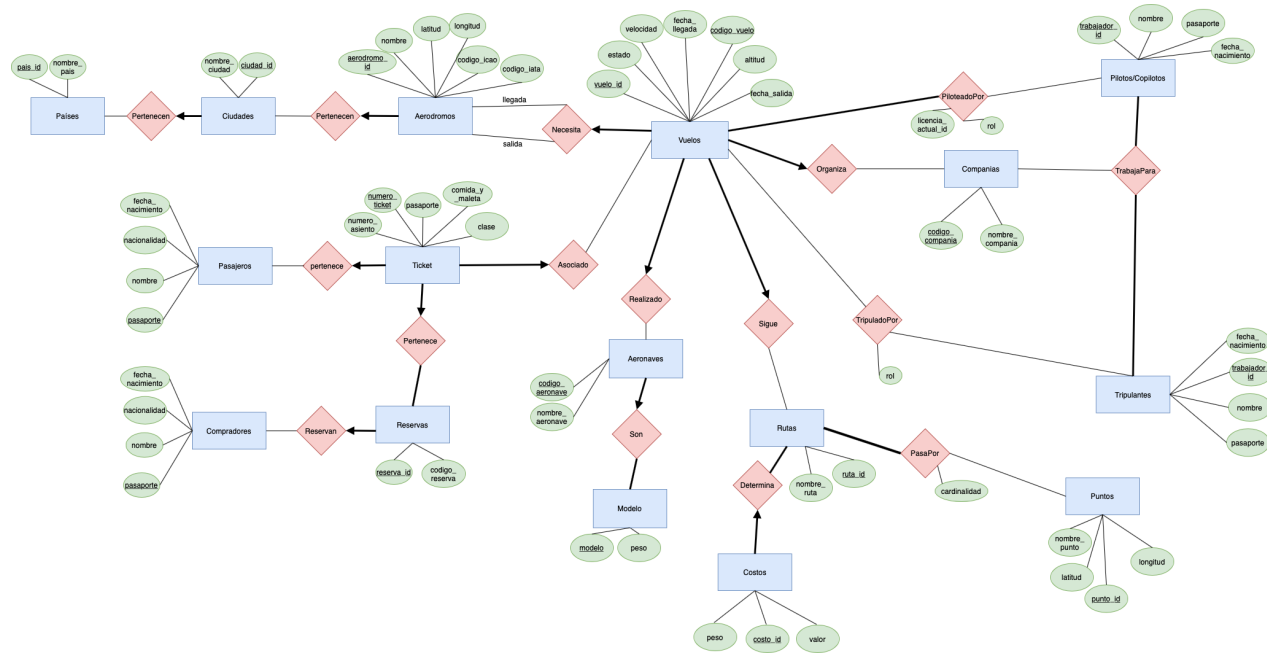 pais_id
nombre_
pais
Países
Pertenecen
nombre_
ciudad
ciudad_id
Ciudades
Pertenecen
aerodromo_
id
nombre
latitud
longitud
codigo_icao
codigo_iata
Aerodromos
llegada
salida
Necesita
vuelo_id
estado
velocidad
fecha_
llegada
codigo_vuelo
altitud
fecha_salida
Vuelos
PiloteadoPor
licencia_
actual_id
rol
trabajador_
id
nombre
pasaporte
fecha_
nacimiento
Pilotos/Copilotos
Organiza
Companias
codigo_
compania
nombre_
compania
TrabajaPara
fecha_
nacimiento
nacionalidad
nombre
pasaporte
Pasajeros
pertenece
numero_
asiento
numero_
ticket
pasaporte
comida_y
_maleta
clase
Ticket
Asociado
Pertenece
Realizado
Sigue
TripuladoPor
rol
Aeronaves
codigo_
aeronave
nombre_
aeronave
fecha_
nacimiento
trabajador_
id
nombre
pasaporte
Tripulantes
fecha_
nacimiento
nacionalidad
nombre
pasaporte
Compradores
Reservan
Reservas
reserva_id
codigo_
reserva
Son
Modelo
modelo
peso
Rutas
nombre_
ruta
ruta_id
Determina
PasaPor
cardinalidad
Costos
peso
costo_id
valor
Puntos
nombre_
punto
latitud
punto_id
longitud